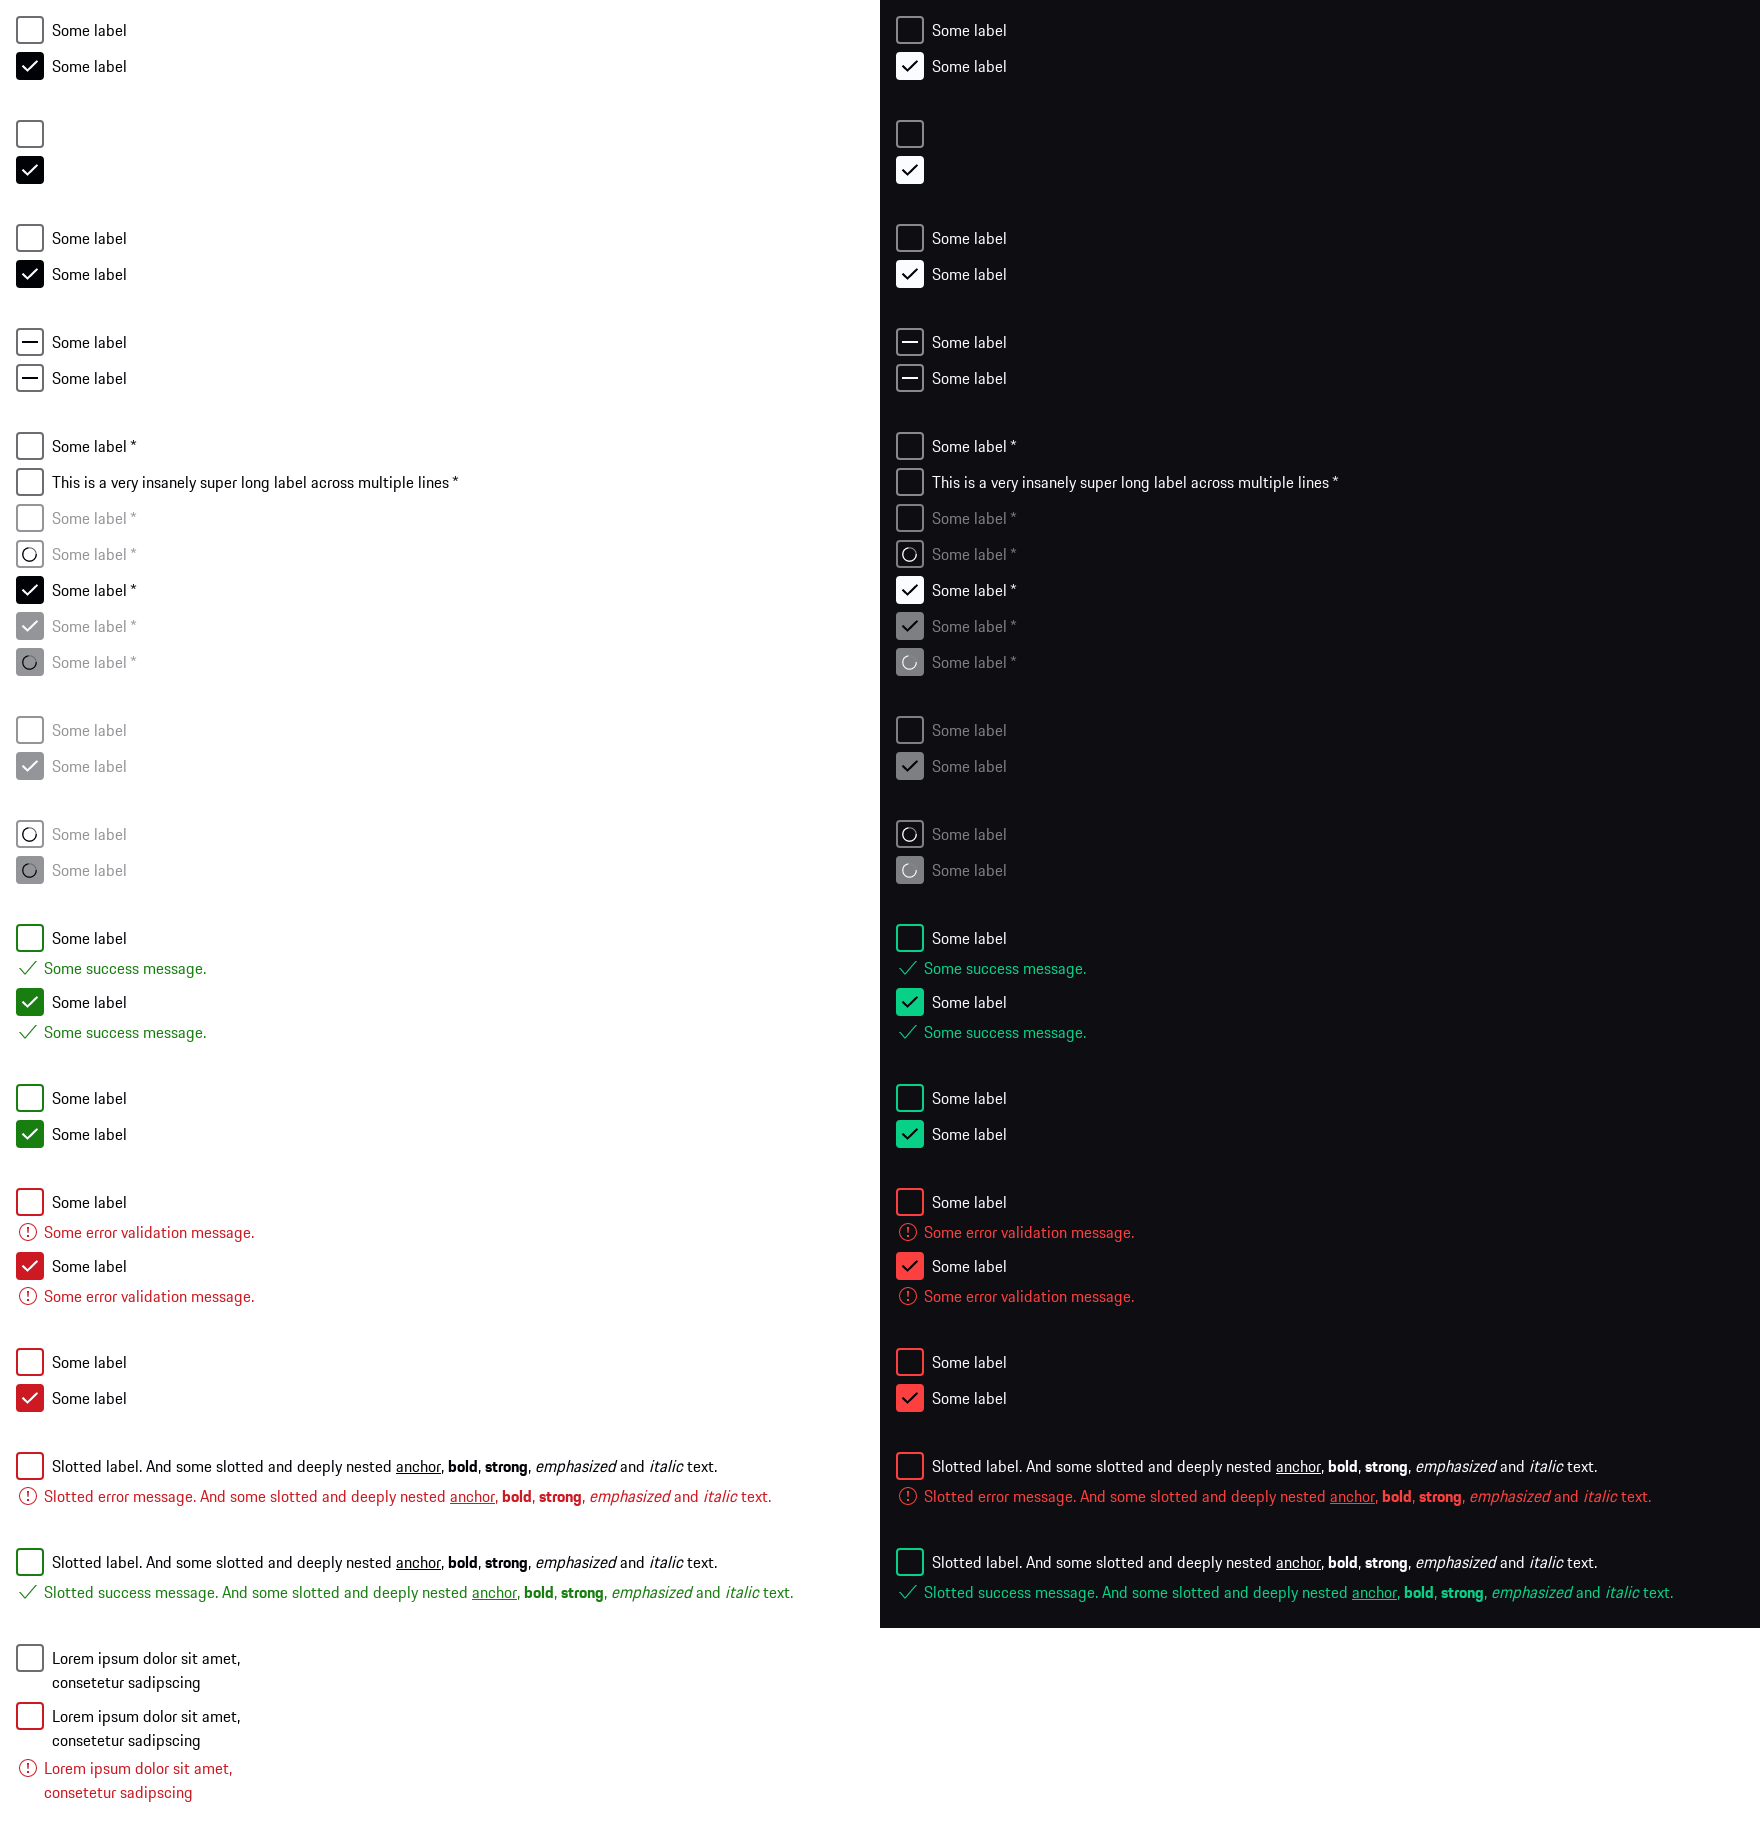 Some label
Some label
Some label
Some label
Some label
Some label
Some label *
This is a very insanely super long label across multiple lines *
Some label *
Some label *
Some label *
Some label *
Some label *
Some label
Some label
Some label
Some label
Some label
Some success message.
Some label
Some success message.
Some label
Some label
Some label
Some error validation message.
Some label
Some error validation message.
Some label
Some label
Slotted label. And some slotted and deeply nested anchor, bold, strong, emphasized and italic text.
Slotted error message. And some slotted and deeply nested anchor, bold, strong, emphasized and italic text.
Slotted label. And some slotted and deeply nested anchor, bold, strong, emphasized and italic text.
Slotted success message. And some slotted and deeply nested anchor, bold, strong, emphasized and italic text.
Lorem ipsum dolor sit amet,
consetetur sadipscing
Lorem ipsum dolor sit amet,
consetetur sadipscing
Lorem ipsum dolor sit amet,
consetetur sadipscing
Some label
Some label
Some label
Some label
Some label
Some label
Some label *
This is a very insanely super long label across multiple lines *
Some label *
Some label *
Some label *
Some label *
Some label *
Some label
Some label
Some label
Some label
Some label
Some success message.
Some label
Some success message.
Some label
Some label
Some label
Some error validation message.
Some label
Some error validation message.
Some label
Some label
Slotted label. And some slotted and deeply nested anchor, bold, strong, emphasized and italic text.
Slotted error message. And some slotted and deeply nested anchor, bold, strong, emphasized and italic text.
Slotted label. And some slotted and deeply nested anchor, bold, strong, emphasized and italic text.
Slotted success message. And some slotted and deeply nested anchor, bold, strong, emphasized and italic text.